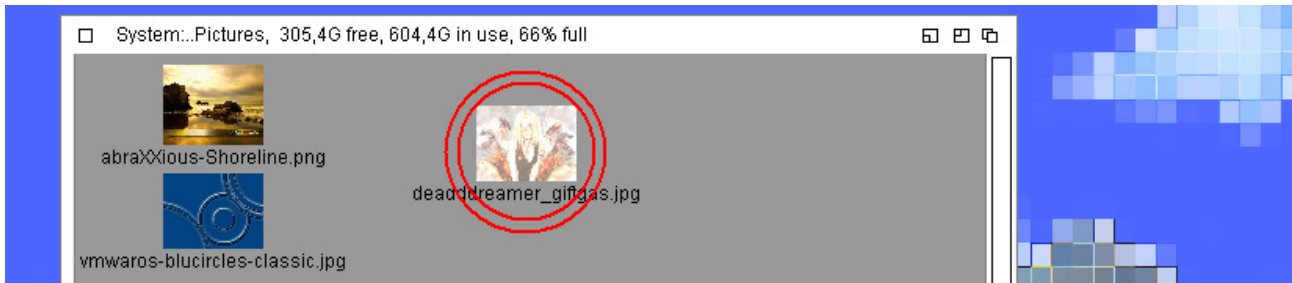 System:..Pictures, 305,4G free, 604,4G in use, 66% full
abraXXious-Shoreline.png
deadddreamer_giftgas.jpg
vmwaros-blucircles-classic.jpg